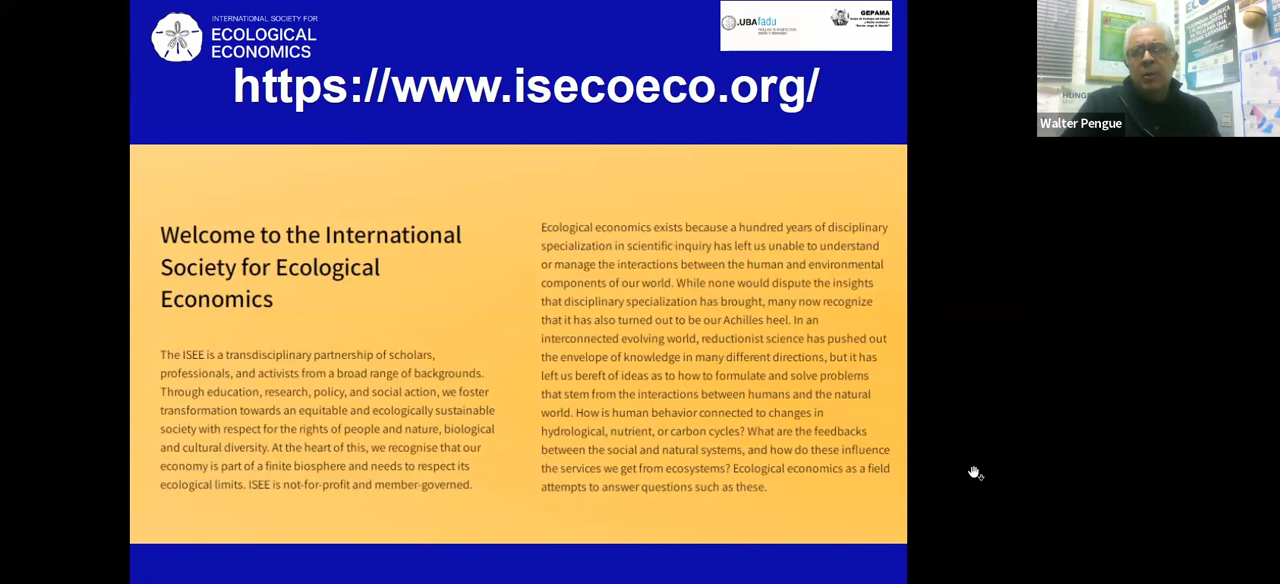 INTERNATIONAL SOCIETY FOR
ECOLOGICAL
ECONOMICS
.UBAfadu
GEPAMA
https://www.isecoeco.org/
Walter Pengue
Welcome to the International
Society for Ecological
Economics
The ISEE is a transdisciplinary partnership of scholars,
professionals, and activists from a broad range of backgrounds.
Through education, research, policy, and social action, we foster
transformation towards an equitable and ecologically sustainable
society with respect for the rights of people and nature, biological
and cultural diversity. At the heart of this, we recognise that our
economy is part of a finite biosphere and needs to respect its
ecological limits. ISEE is not-for-profit and member-governed.
Ecological economics exists because a hundred years of disciplinary
specialization in scientific inquiry has left us unable to understand
or manage the interactions between the human and environmental
components of our world. While none would dispute the insights
that disciplinary specialization has brought, many now recognize
that it has also turned out to be our Achilles heel. In an
interconnected evolving world, reductionist science has pushed out
the envelope of knowledge in many different directions, but it has
left us bereft of ideas as to how to formulate and solve problems
that stem from the interactions between humans and the natural
world. How is human behavior connected to changes in
hydrological, nutrient, or carbon cycles? What are the feedbacks
between the social and natural systems, and how do these influence
the services we get from ecosystems? Ecological economics as a field
attempts to answer questions such as these.